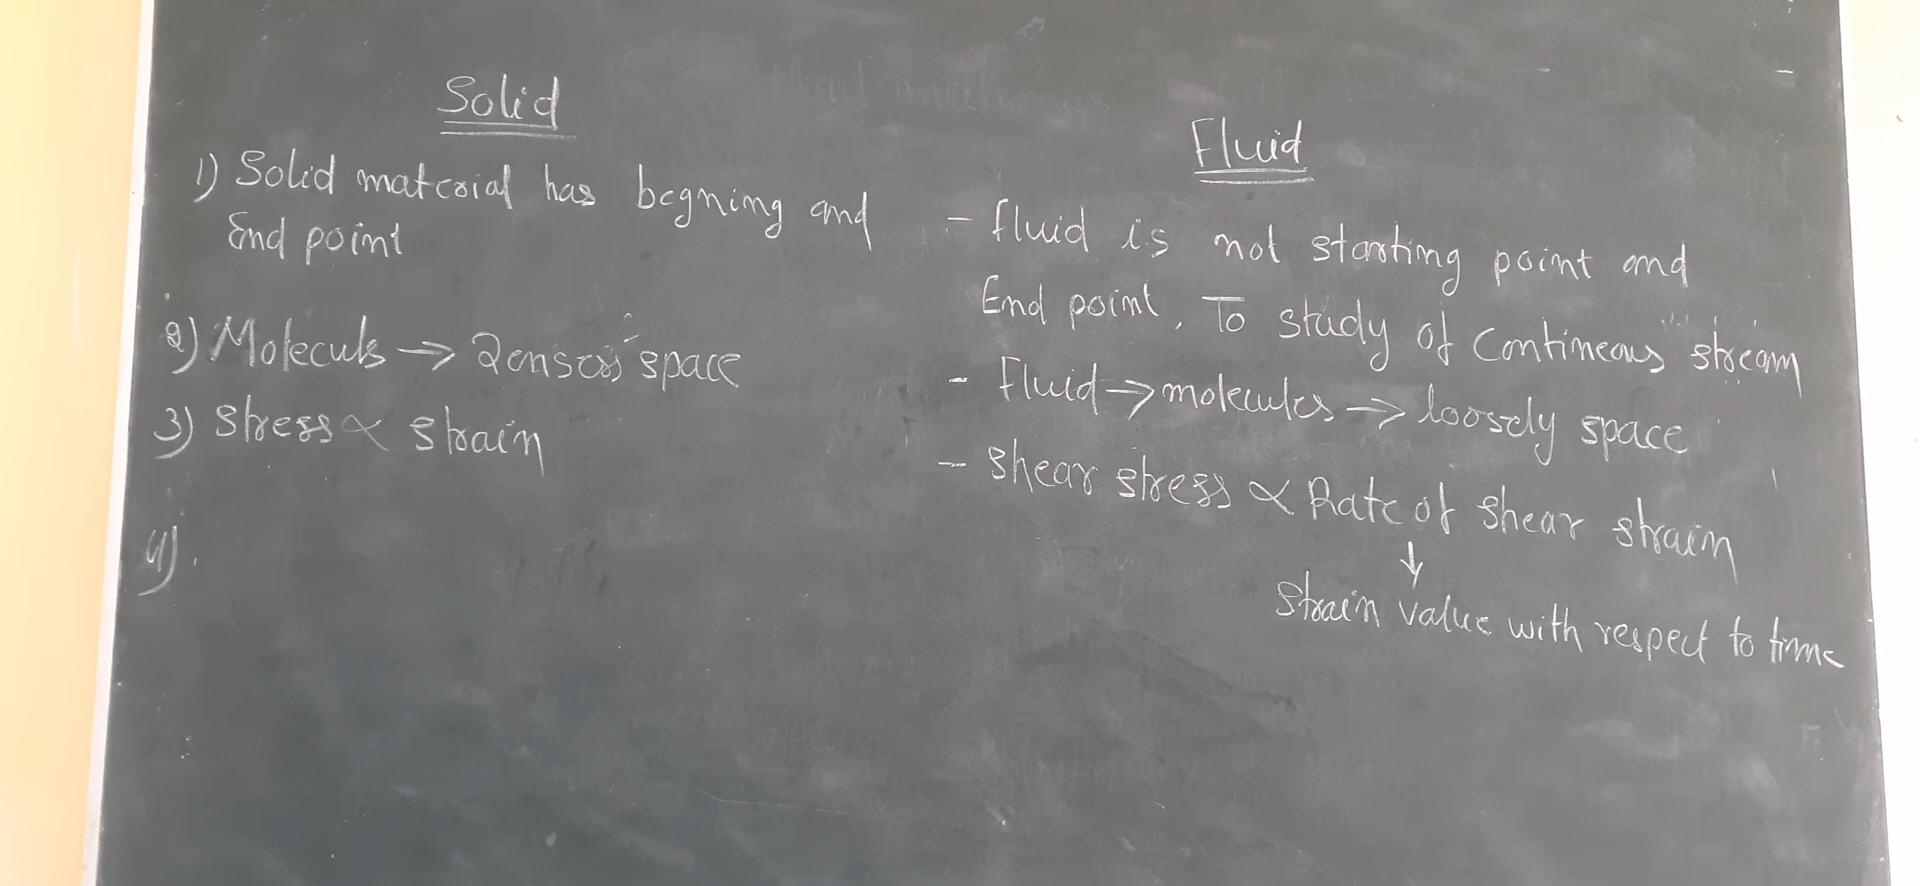 Solid
1) Solid material has begning and
End point
2) Molecules → space
3) Stress ∝ Strain
4).
Fluid
- fluid is not starting point and
End point, To study of Contineous stream
- Fluid → molecules → loosely space
- Shear stress ∝ Rate of shear strain
↓
Strain value with respect to time